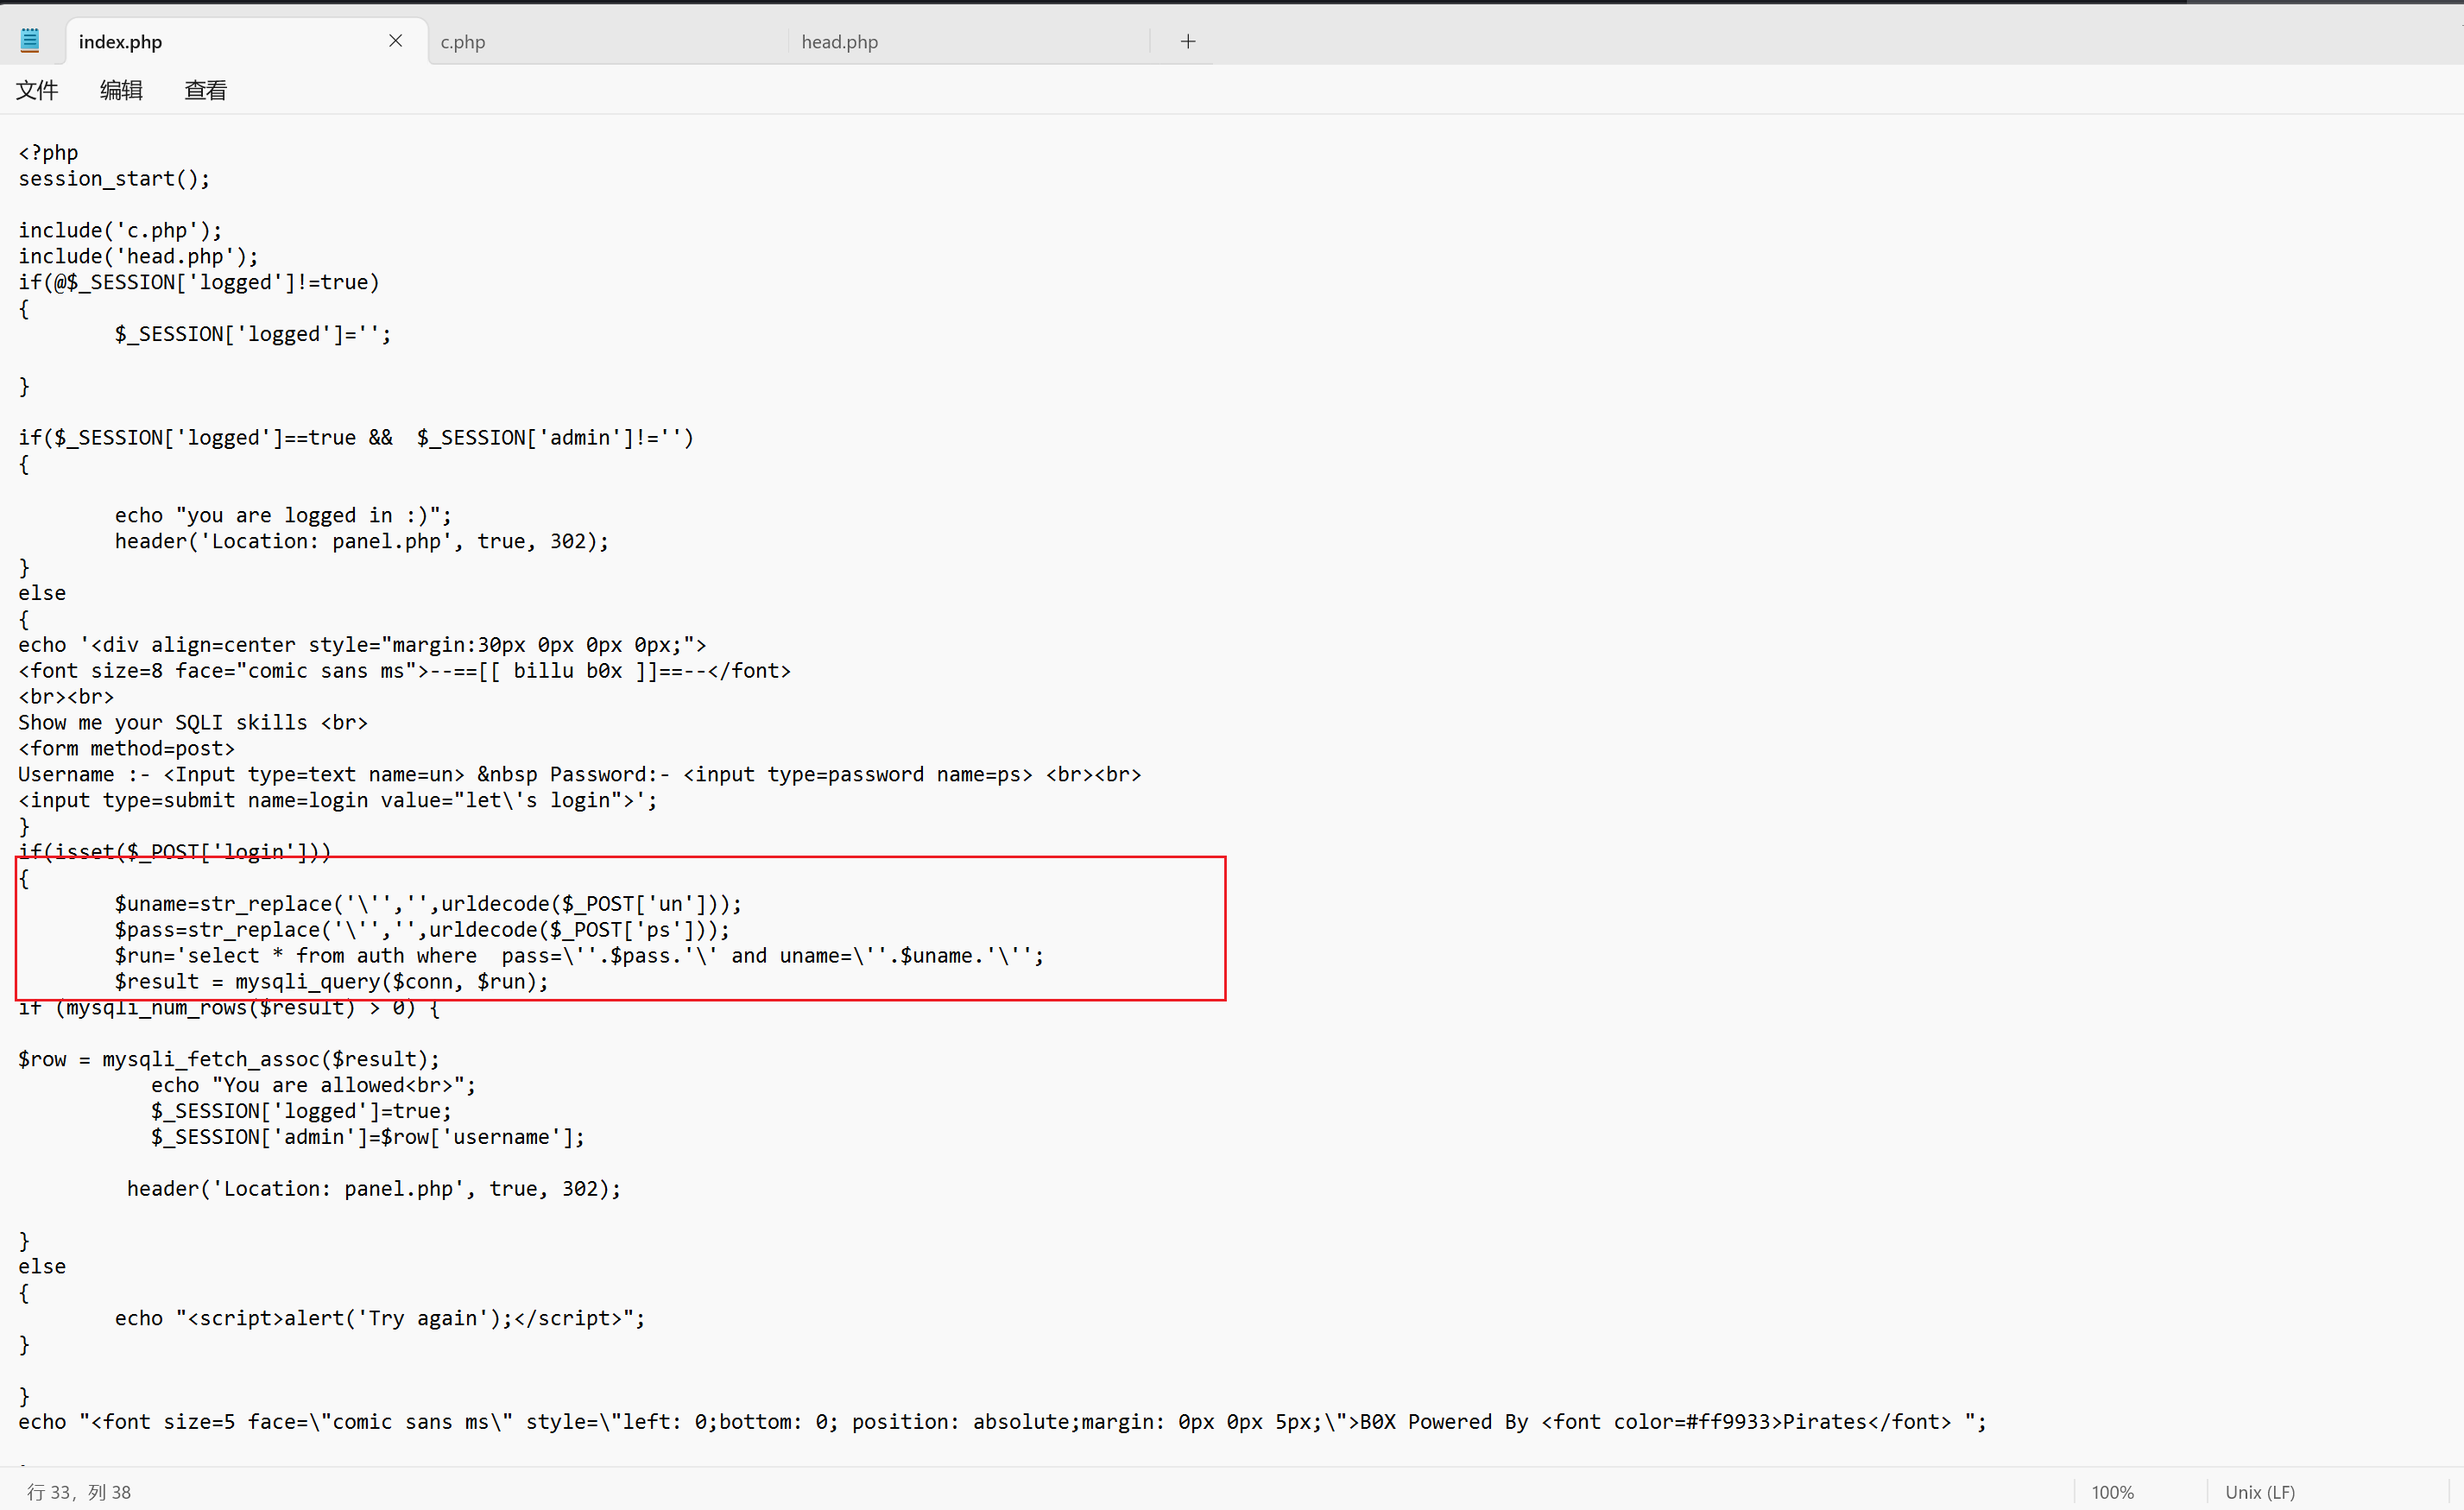 index.php
c.php
head.php
文件 编辑 查看
<?php
session_start();
include('c.php');
include('head.php');
if(@$_SESSION['logged']!=true)
{
$_SESSION['logged']='';
}
if($_SESSION['logged']==true &&  $_SESSION['admin']!='')
{
echo "you are logged in :)";
header('Location: panel.php', true, 302);
}
else
{
echo '<div align=center style="margin:30px 0px 0px 0px;">
<font size=8 face="comic sans ms">--==[[ billu b0x ]]==--</font>
<br><br>
Show me your SQLI skills <br>
<form method=post>
Username :- <Input type=text name=un> &nbsp Password:- <input type=password name=ps> <br><br>
<input type=submit name=login value="let\'s login">';
}
if(isset($_POST['login']))
{
$uname=str_replace('\'','',urldecode($_POST['un']));
$pass=str_replace('\'','',urldecode($_POST['ps']));
$run='select * from auth where  pass=\''.$pass.'\' and uname=\''.$uname.'\'';
$result = mysqli_query($conn, $run);
if (mysqli_num_rows($result) > 0) {
$row = mysqli_fetch_assoc($result);
echo "You are allowed<br>";
$_SESSION['logged']=true;
$_SESSION['admin']=$row['username'];
header('Location: panel.php', true, 302);
}
else
{
echo "<script>alert('Try again');</script>";
}
}
echo "<font size=5 face=\"comic sans ms\" style=\"left: 0;bottom: 0; position: absolute;margin: 0px 0px 5px;\">B0X Powered By <font color=#ff9933>Pirates</font> ";
行 33，列 38
100%
Unix (LF)